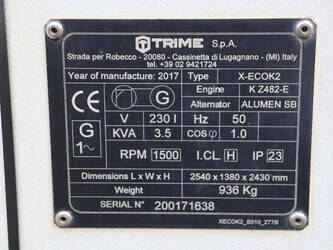 TRIME S.p.A.
Strada per Robecco - 20080 - Cassinetta di Lugagnano (MI) Italy
tel. +39 02 9421724
Year of manufacture: 2017 Type X-ECOK2
Engine K Z482-E
CE G Alternator ALUMEN SB
G 1~ V 230 I Hz 50
KVA 3.5 COS φ 1.0
RPM 1500 I.CL H IP 23
Dimensions L x W x H 2540 x 1380 x 2430 mm
Weight 936 Kg
SERIAL N° 200171638
XECOK2_S010_277B